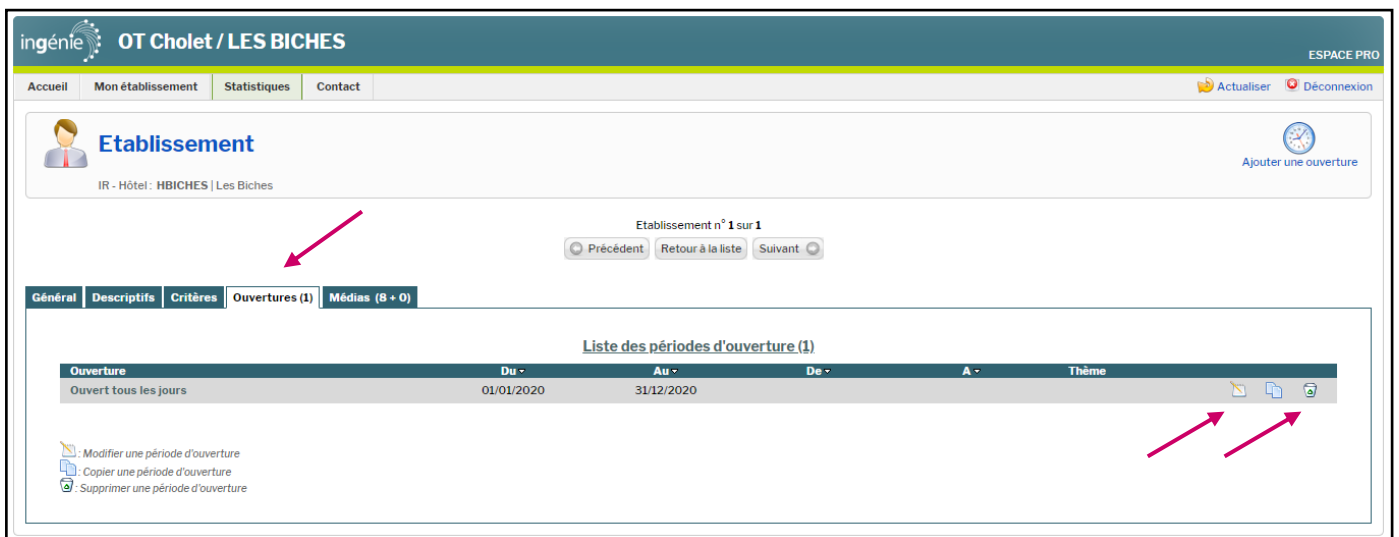 ingénie OT Cholet / LES BICHES
ESPACE PRO
Accueil Mon établissement Statistiques Contact Actualiser Déconnexion
Etablissement
Ajouter une ouverture
IR - Hôtel : HBICHES | Les Biches
Etablissement n° 1 sur 1
Précédent Retour à la liste Suivant
Général Descriptifs Critères Ouvertures (1) Médias (8 + 0)
Liste des périodes d'ouverture (1)
Ouverture Du Au De A Thème
Ouvert tous les jours 01/01/2020 31/12/2020
: Modifier une période d'ouverture
: Copier une période d'ouverture
: Supprimer une période d'ouverture